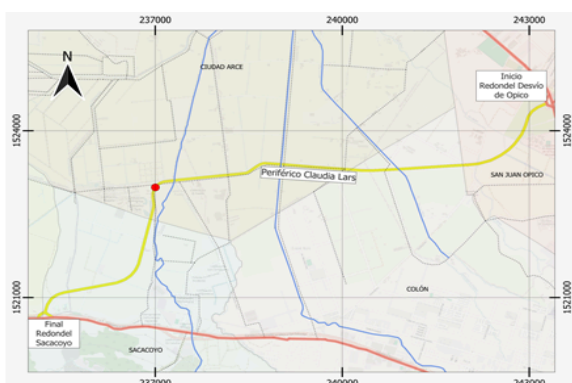 237000
240000
243000
N
CIUDAD ARCE
Inicio
Redondel Desvío
de Opico
1524000
1524000
Periférico Claudia Lars
SAN JUAN OPICO
1521000
1521000
COLÓN
Final
Redondel
Sacacoyo
SACACOYO
237000
240000
243000